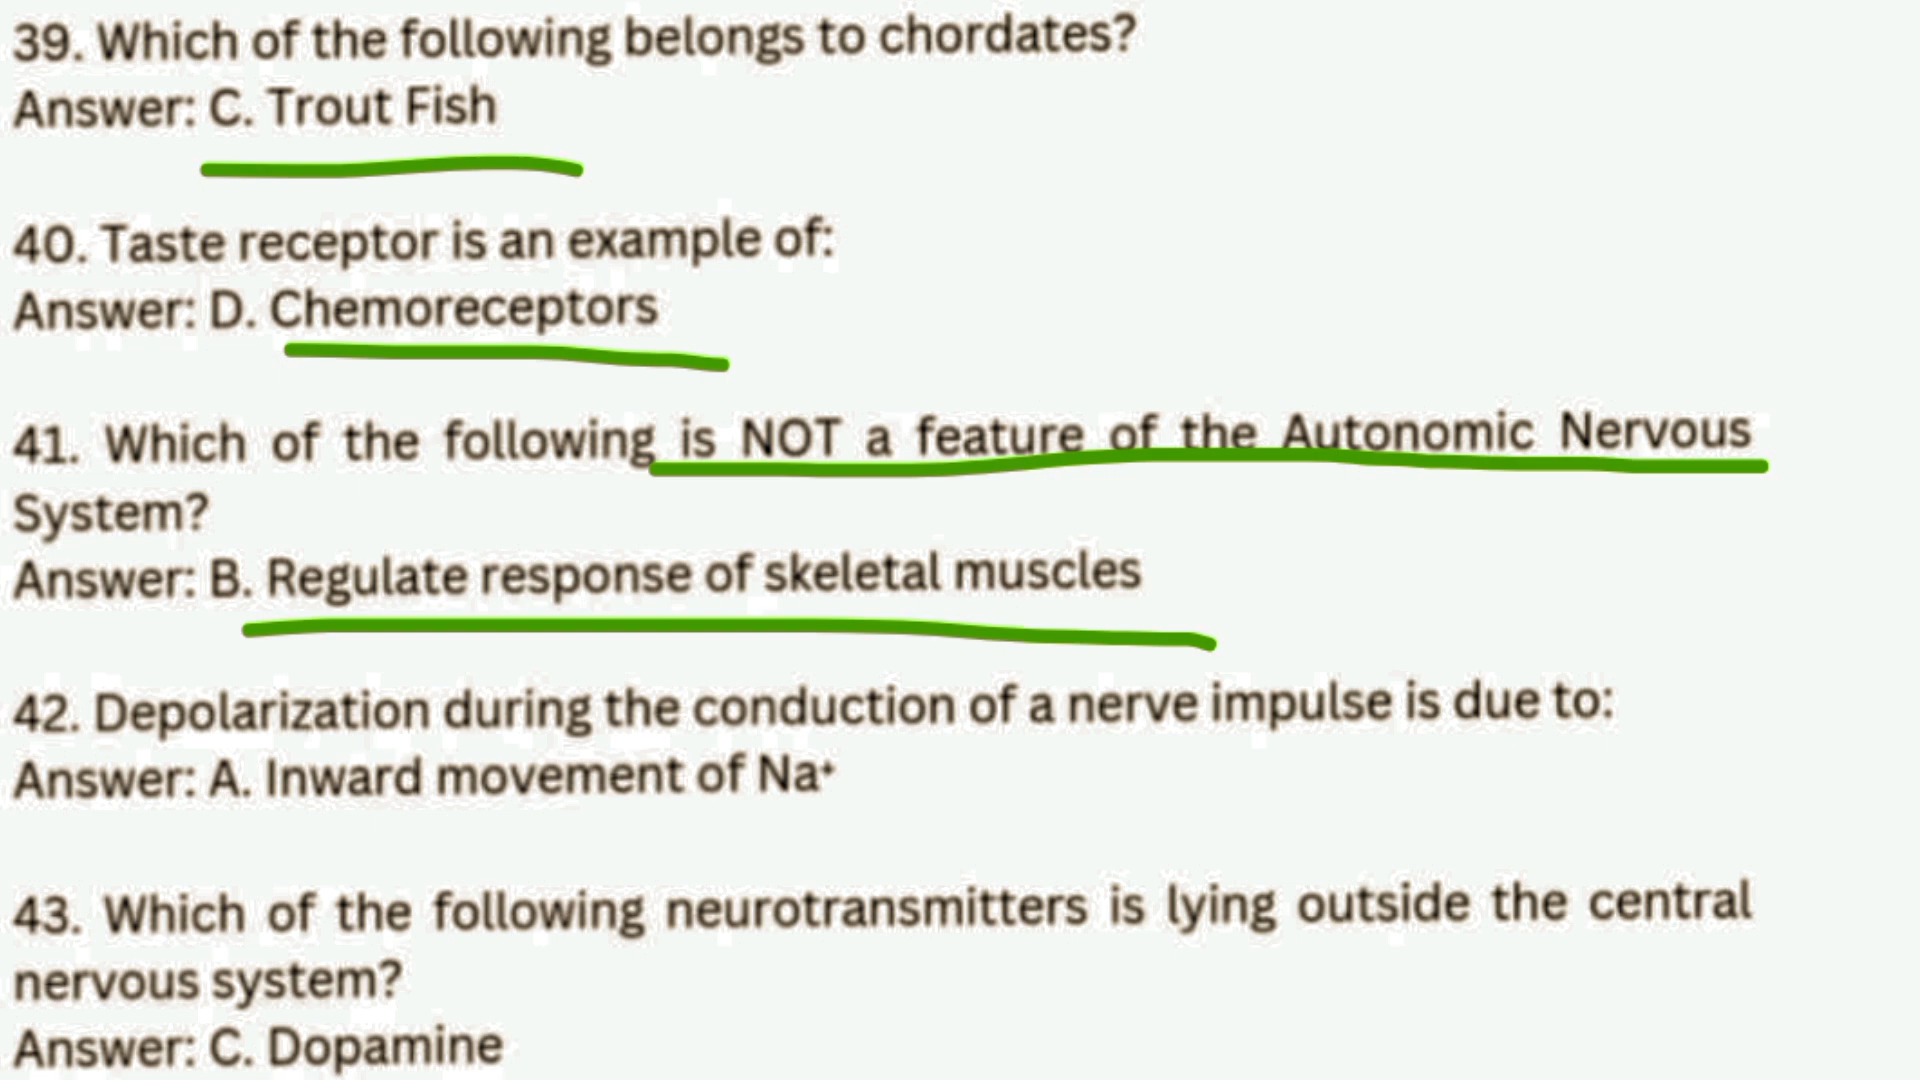 39. Which of the following belongs to chordates?
Answer: C. Trout Fish
40. Taste receptor is an example of:
Answer: D. Chemoreceptors
41. Which of the following is NOT a feature of the Autonomic Nervous
System?
Answer: B. Regulate response of skeletal muscles
42. Depolarization during the conduction of a nerve impulse is due to:
Answer: A. Inward movement of Na⁺
43. Which of the following neurotransmitters is lying outside the central
nervous system?
Answer: C. Dopamine